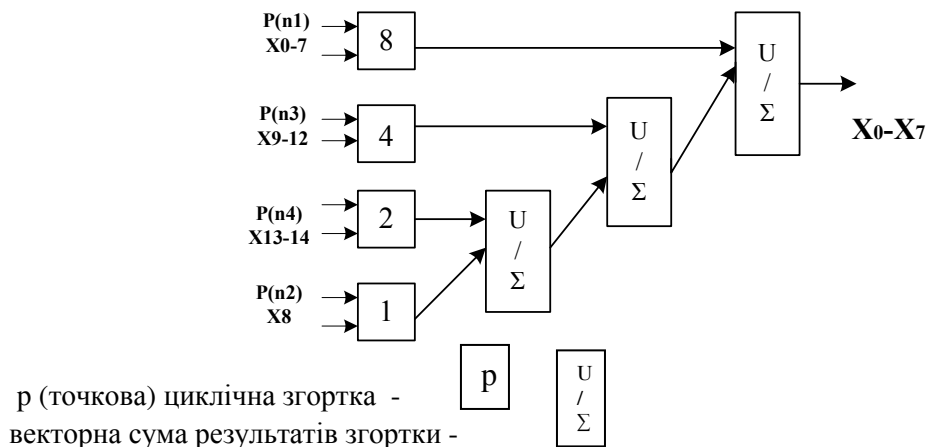 P(n1)
X0-7
8
U
/
Σ
P(n3)
X9-12
4
U
/
Σ
X0-X7
P(n4)
X13-14
2
U
/
Σ
P(n2)
X8
1
p (точкова) циклічна згортка -
p
U
/
Σ
векторна сума результатів згортки -